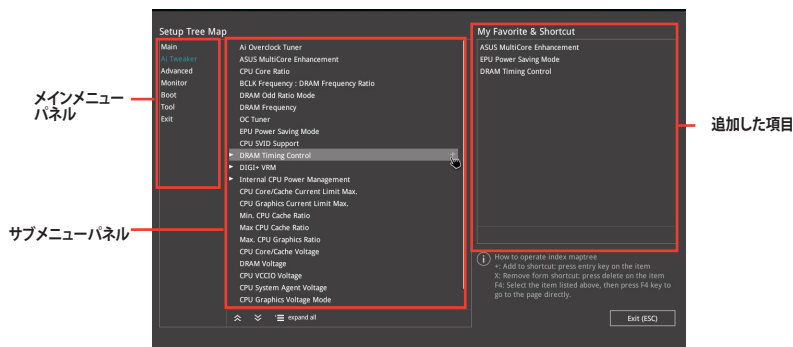 Setup Tree Map
Main
Ai Tweaker
Advanced
Monitor
Boot
Tool
Exit
Ai Overclock Tuner
ASUS MultiCore Enhancement
CPU Core Ratio
BCLK Frequency : DRAM Frequency Ratio
DRAM Odd Ratio Mode
DRAM Frequency
OC Tuner
EPU Power Saving Mode
CPU SVID Support
DRAM Timing Control
DIGI+ VRM
Internal CPU Power Management
CPU Core/Cache Current Limit Max.
CPU Graphics Current Limit Max.
Min. CPU Cache Ratio
Max CPU Cache Ratio
Max. CPU Graphics Ratio
CPU Core/Cache Voltage
DRAM Voltage
CPU VCCIO Voltage
CPU System Agent Voltage
CPU Graphics Voltage Mode
expand all
My Favorite & Shortcut
ASUS MultiCore Enhancement
EPU Power Saving Mode
DRAM Timing Control
How to operate index maptree
+: Add to shortcut: press entry key on the item
X: Remove form shortcut: press delete on the item
F4: Select the item listed above, then press F4 key to
go to the page directly.
Exit (ESC)
メインメニュー
パネル
サブメニューパネル
追加した項目